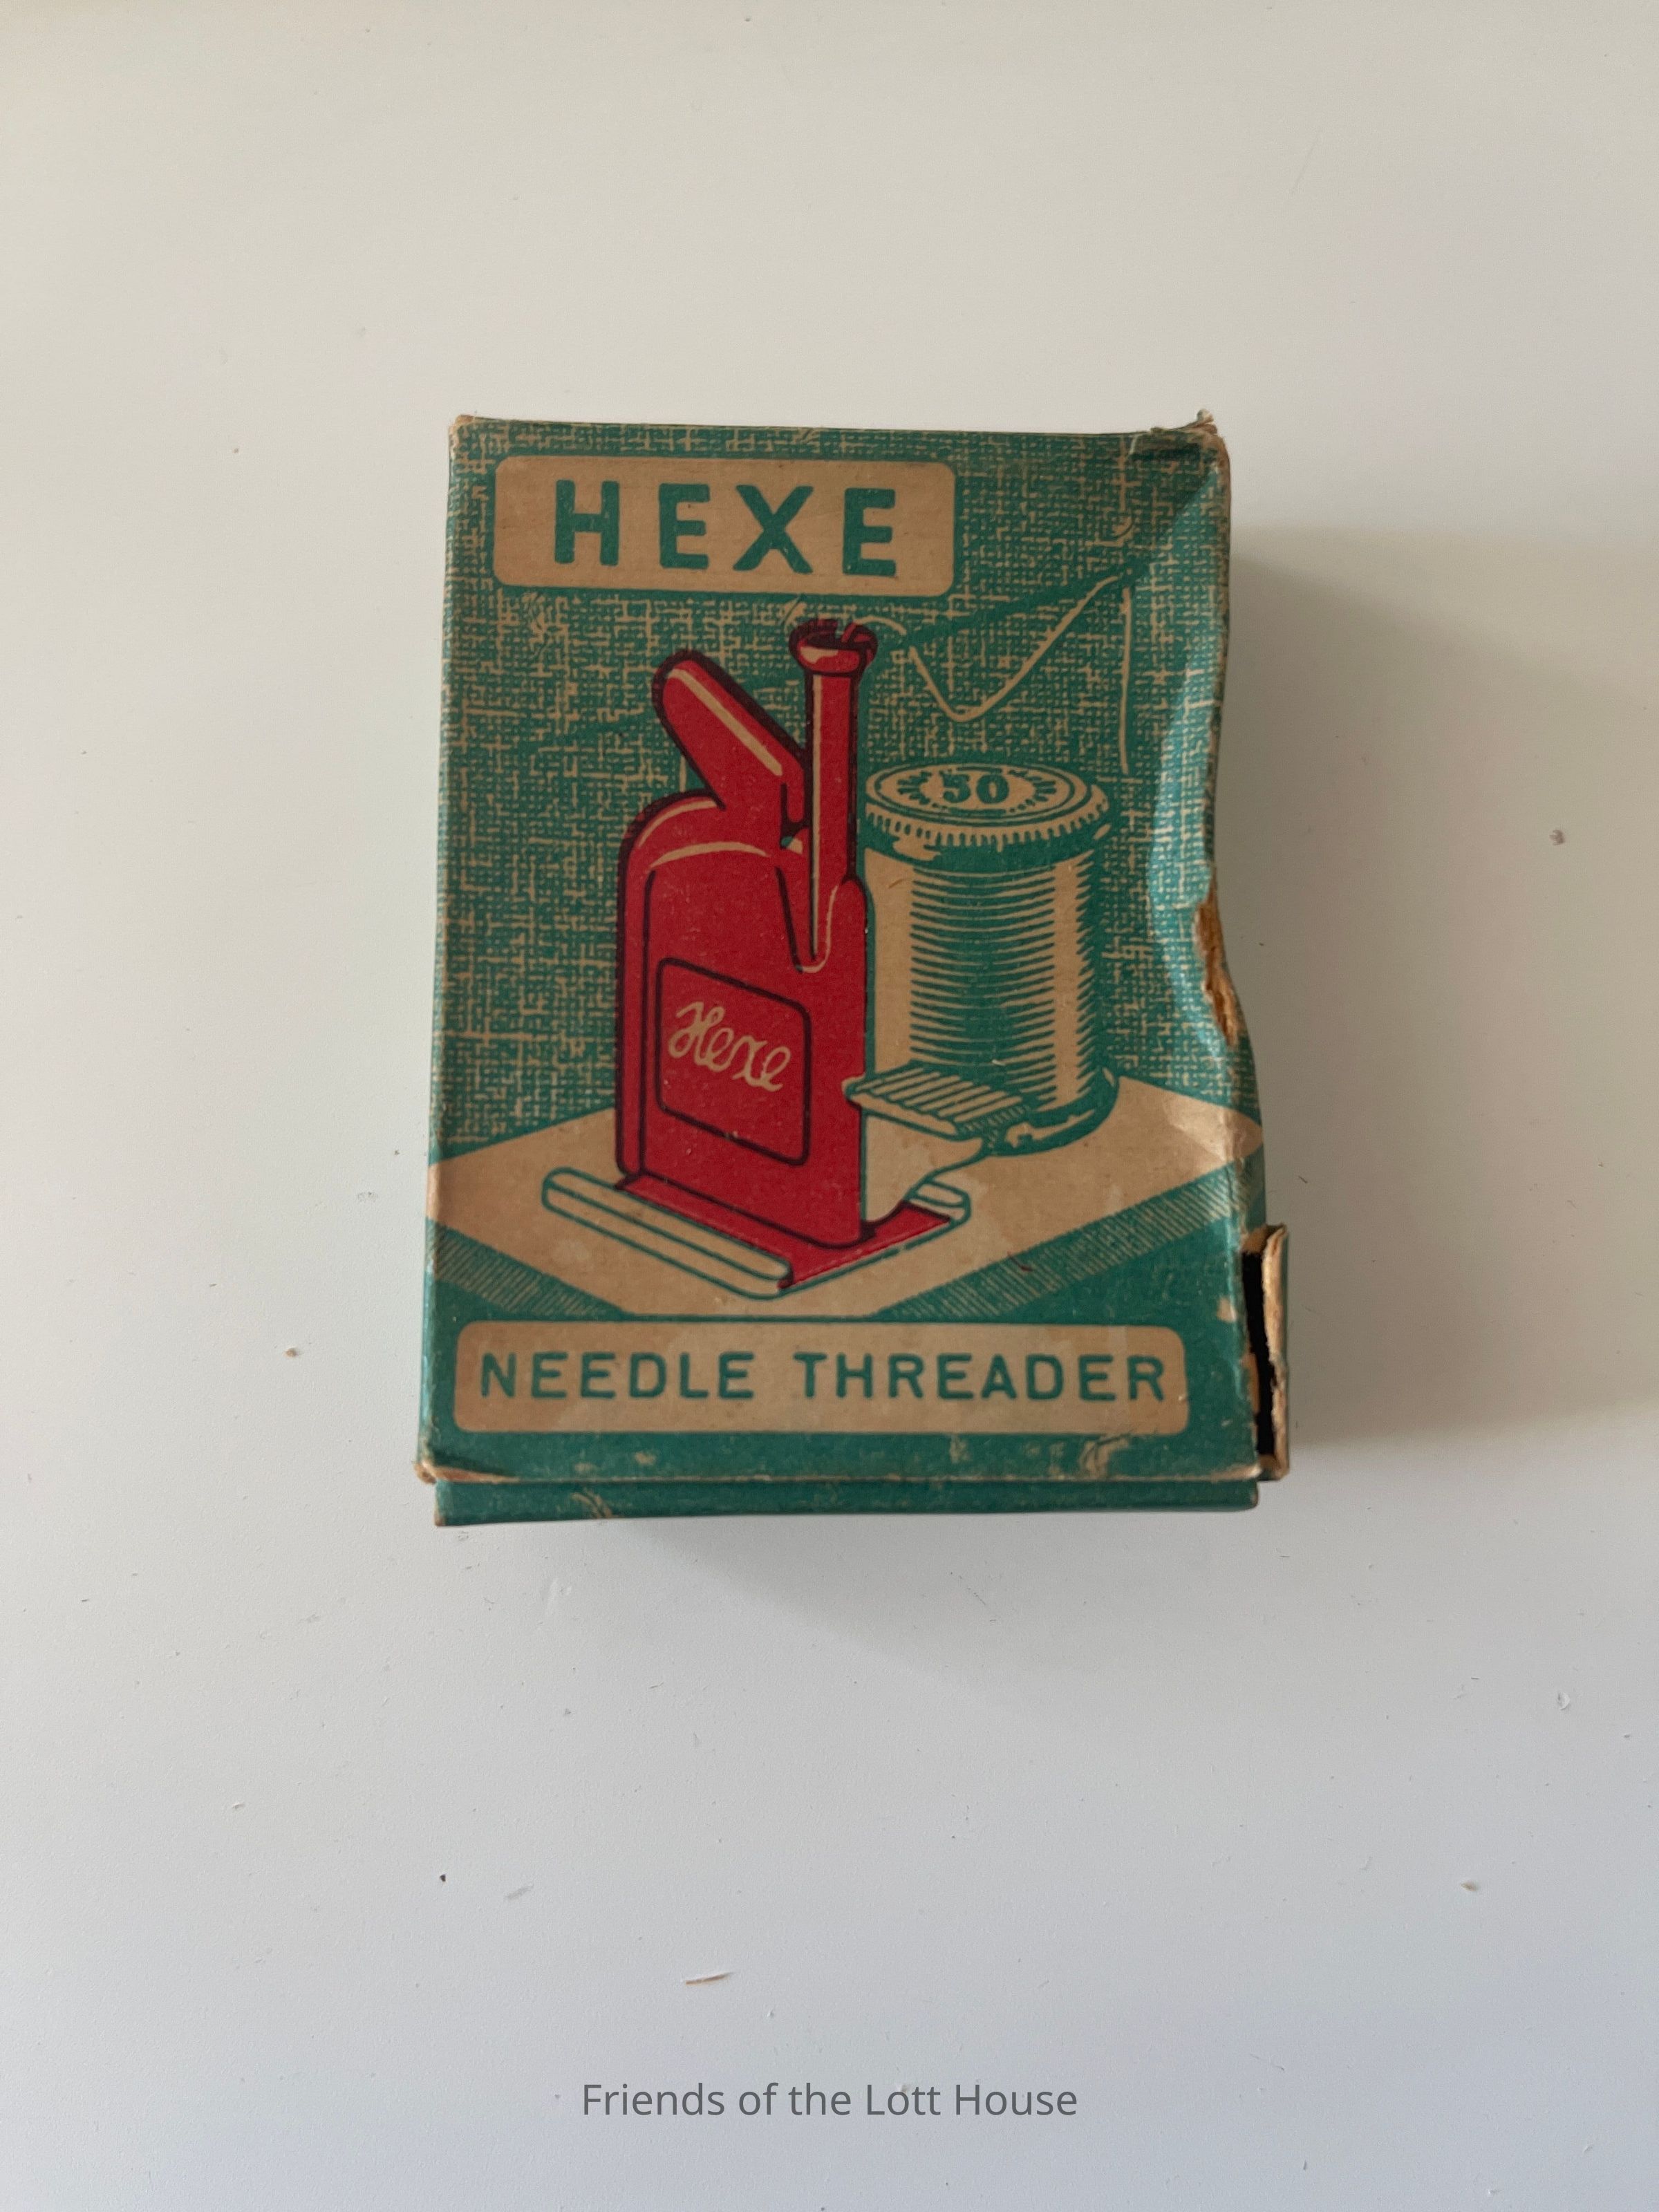 HEXE
50
Hexe
NEEDLE THREADER
Friends of the Lott House